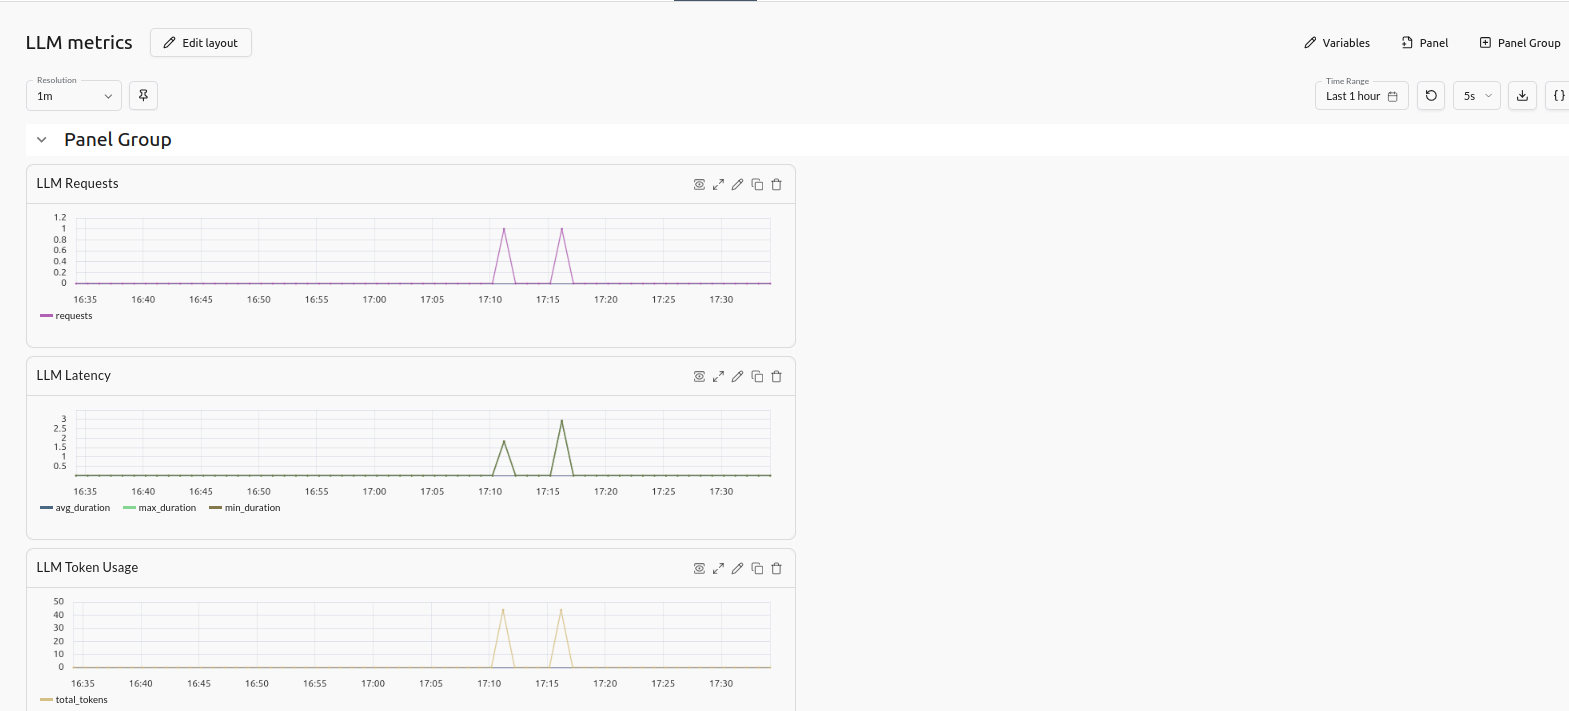 LLM metrics Edit layout Variables Panel Panel Group
Resolution Time Range
1m Last 1 hour 5s { }
Panel Group
LLM Requests
1.2
1
0.8
0.6
0.4
0.2
0
16:35 16:40 16:45 16:50 16:55 17:00 17:05 17:10 17:15 17:20 17:25 17:30
requests
LLM Latency
3
2.5
2
1.5
1
0.5
16:35 16:40 16:45 16:50 16:55 17:00 17:05 17:10 17:15 17:20 17:25 17:30
avg_duration max_duration min_duration
LLM Token Usage
50
40
30
20
10
0
16:35 16:40 16:45 16:50 16:55 17:00 17:05 17:10 17:15 17:20 17:25 17:30
total_tokens